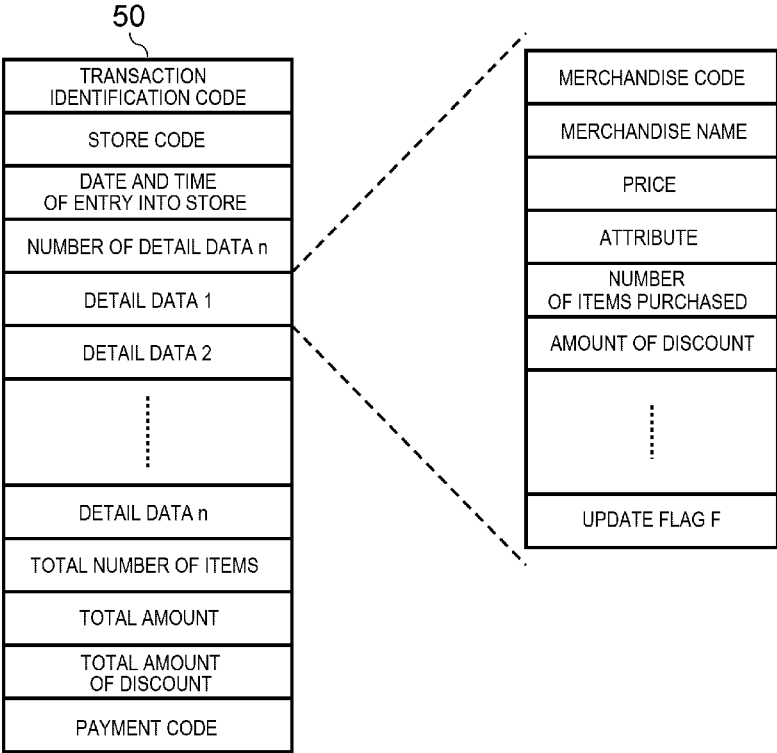 50
TRANSACTION
IDENTIFICATION CODE
STORE CODE
DATE AND TIME
OF ENTRY INTO STORE
NUMBER OF DETAIL DATA n
DETAIL DATA 1
DETAIL DATA 2
DETAIL DATA n
TOTAL NUMBER OF ITEMS
TOTAL AMOUNT
TOTAL AMOUNT
OF DISCOUNT
PAYMENT CODE
MERCHANDISE CODE
MERCHANDISE NAME
PRICE
ATTRIBUTE
NUMBER
OF ITEMS PURCHASED
AMOUNT OF DISCOUNT
UPDATE FLAG F